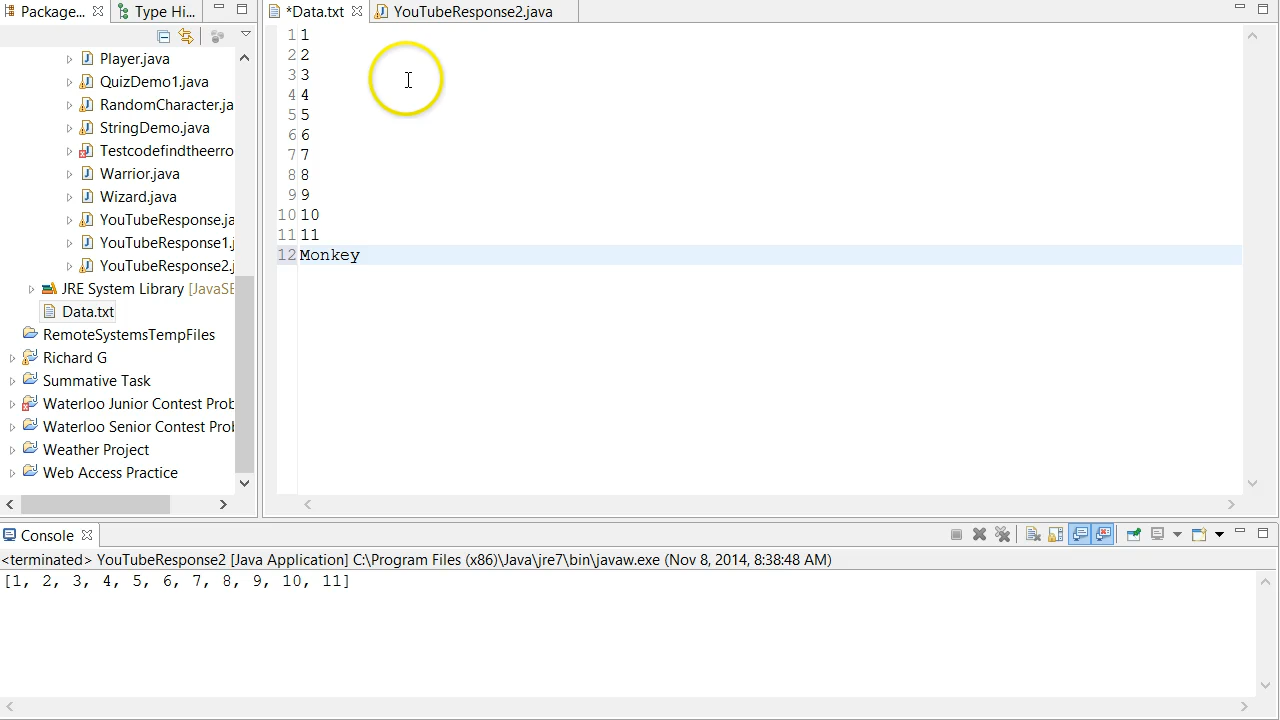 Package...
Type Hi...
*Data.txt
YouTubeResponse2.java
Player.java
QuizDemo1.java
RandomCharacter.ja
StringDemo.java
Testcodefindtheerro
Warrior.java
Wizard.java
YouTubeResponse.ja
YouTubeResponse1.j
YouTubeResponse2.j
JRE System Library [JavaSE
Data.txt
RemoteSystemsTempFiles
Richard G
Summative Task
Waterloo Junior Contest Prob
Waterloo Senior Contest Prob
Weather Project
Web Access Practice
1 1
2 2
3 3
4 4
5 5
6 6
7 7
8 8
9 9
10 10
11 11
12 Monkey
Console
<terminated> YouTubeResponse2 [Java Application] C:\Program Files (x86)\Java\jre7\bin\javaw.exe (Nov 8, 2014, 8:38:48 AM)
[1, 2, 3, 4, 5, 6, 7, 8, 9, 10, 11]